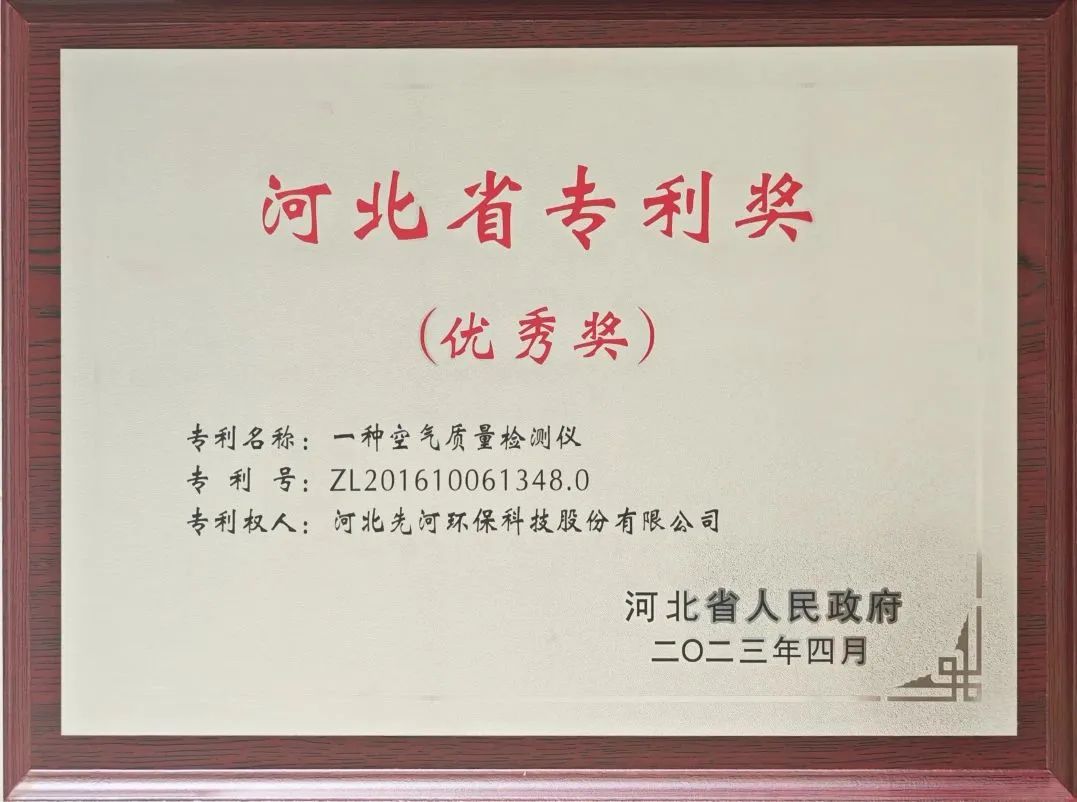 河北省专利奖
(优秀奖)
专利名称：一种空气质量检测仪
专 利 号：ZL201610061348.0
专利权人：河北先河环保科技股份有限公司
河北省人民政府
二〇二三年四月